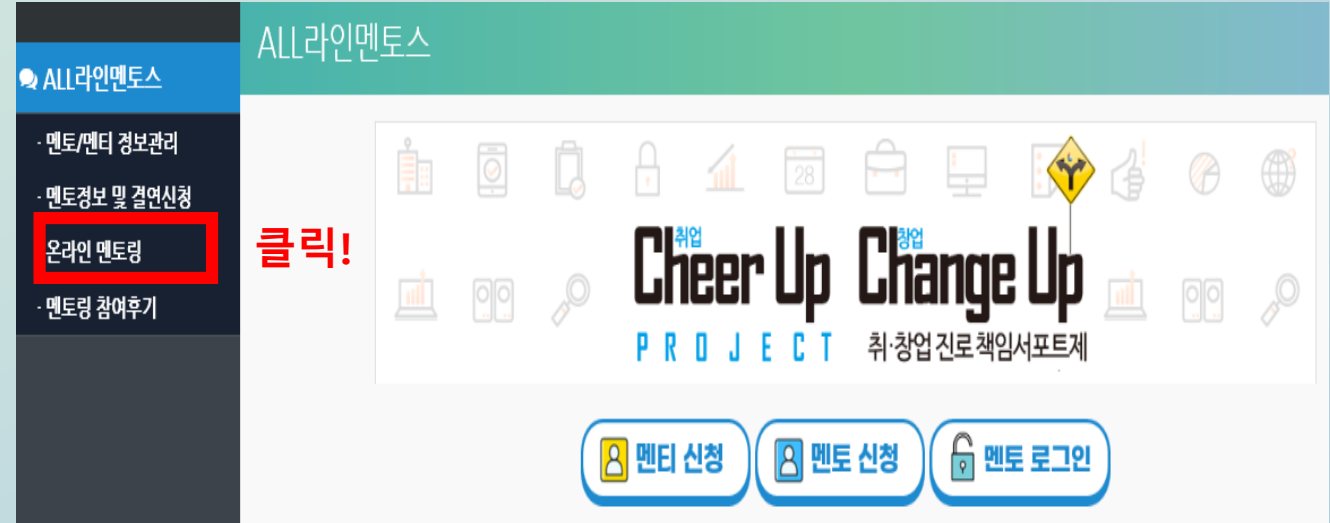 ALL라인멘토스
ALL라인멘토스
· 멘토/멘티 정보관리
· 멘토정보 및 결연신청
온라인 멘토링
· 멘토링 참여후기
클릭!
28
취업 창업
Cheer Up Change Up
PROJECT 취·창업 진로 책임서포트제
멘티 신청 멘토 신청 멘토 로그인